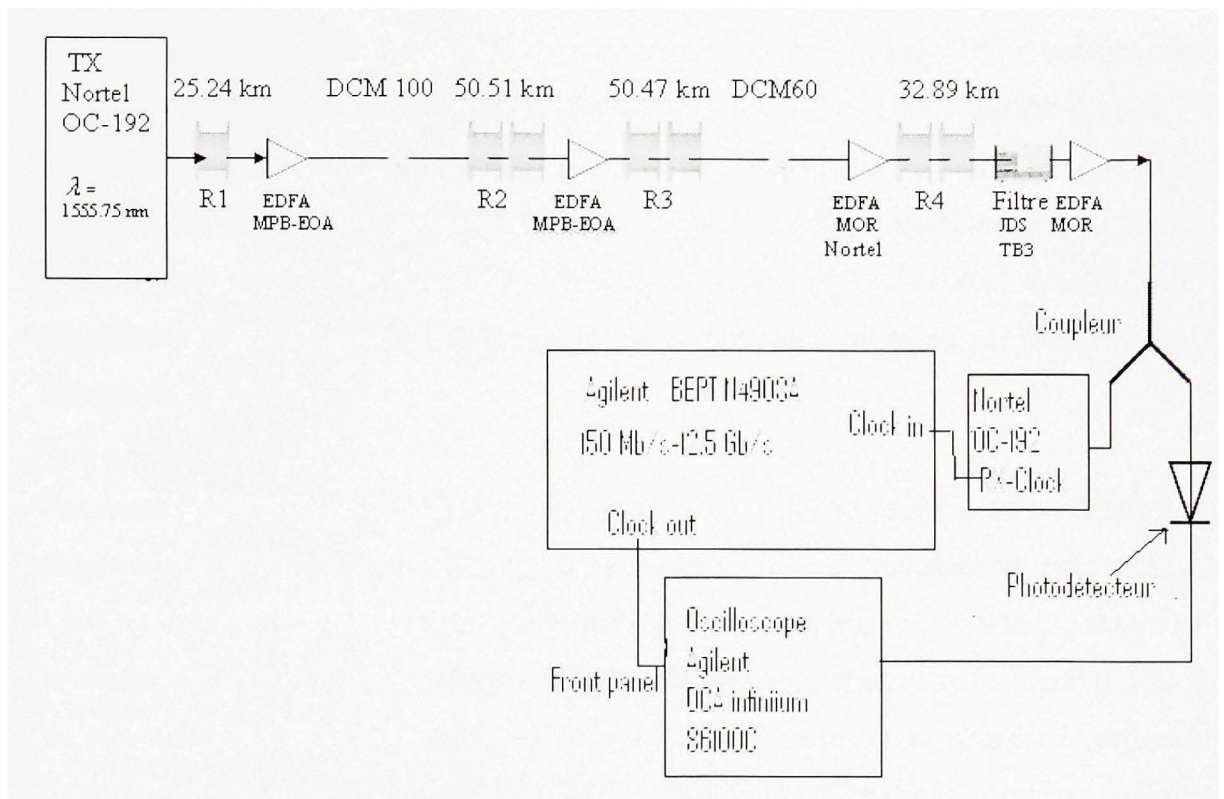 TX
Nortel
OC-192
λ =
1555.75 nm
25.24 km
DCM 100
50.51 km
50.47 km
DCM60
32.89 km
R1
EDFA
MPB-EOA
R2
EDFA
MPB-EOA
R3
EDFA
MOR
Nortel
R4
Filtre
JDS
TB3
EDFA
MOR
Coupleur
Agilent BERT N4903A
150 Mb/s-12.5 Gb/s
Clock in
Clock out
Nortel
OC-192
RX-Clock
Photodétecteur
Oscilloscope
Agilent
DCA infiniium
86100C
Front panel